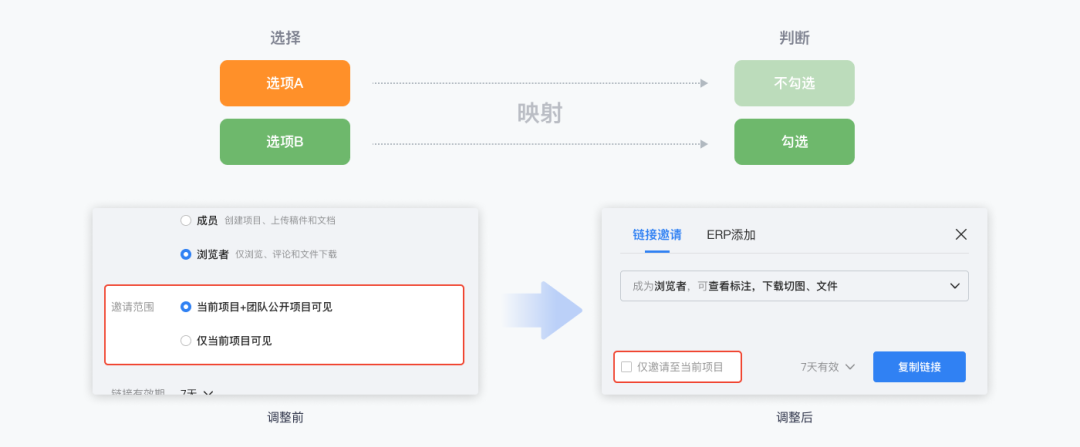 选择
判断
选项A
不勾选
映射
选项B
勾选
成员 创建项目、上传稿件和文档
浏览者 仅浏览、评论和文件下载
邀请范围
当前项目+团队公开项目可见
仅当前项目可见
链接有效期 7天
调整前
链接邀请 ERP添加
成为浏览者，可查看标注，下载切图、文件
仅邀请至当前项目
7天有效
复制链接
调整后